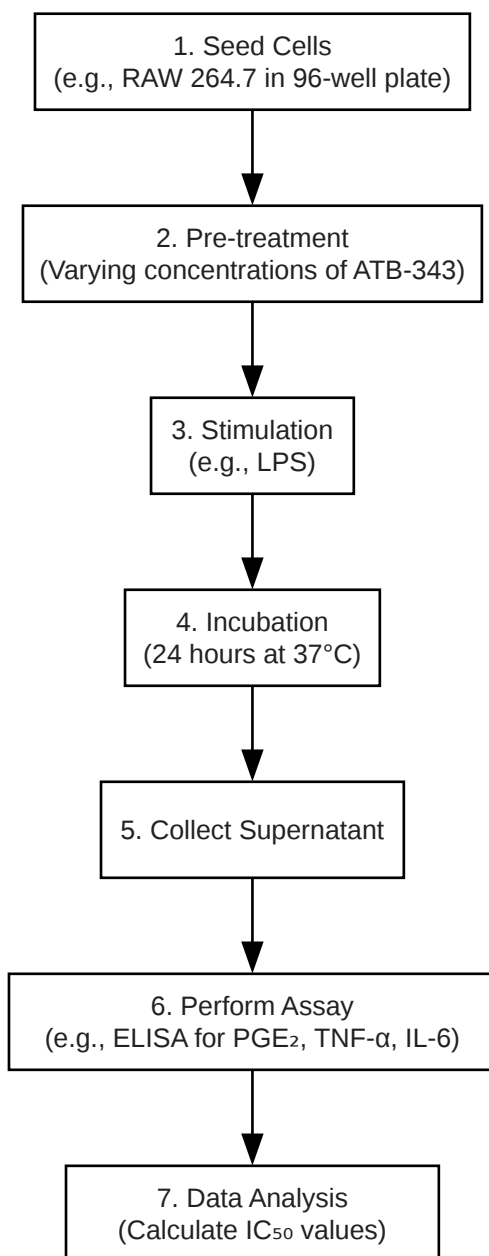 1. Seed Cells
(e.g., RAW 264.7 in 96-well plate)
2. Pre-treatment
(Varying concentrations of ATB-343)
3. Stimulation
(e.g., LPS)
4. Incubation
(24 hours at 37°C)
5. Collect Supernatant
6. Perform Assay
(e.g., ELISA for PGE₂, TNF-α, IL-6)
7. Data Analysis
(Calculate IC₅₀ values)